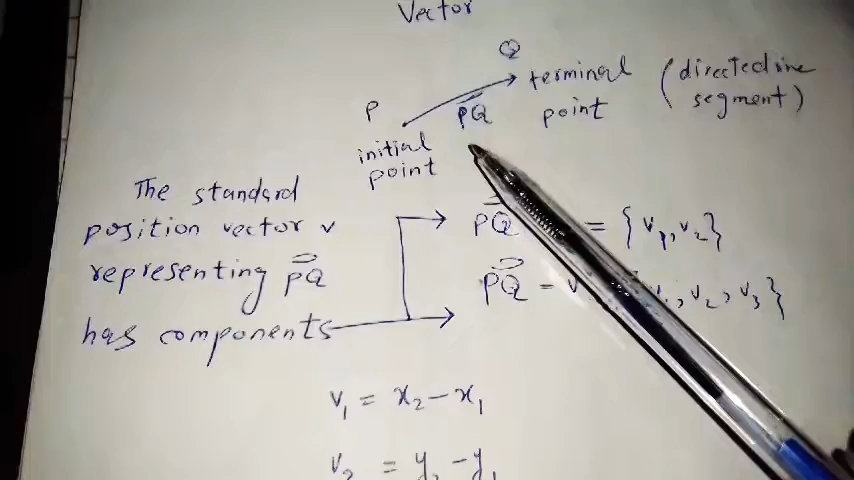 Vector
Q
terminal point
(directed line segment)
P
PQ
initial point
The standard
position vector v
representing PQ
has components
PQ = {v1, v2}
PQ = v , v2, v3}
v1 = x2 - x1
v2 = y2 - y1